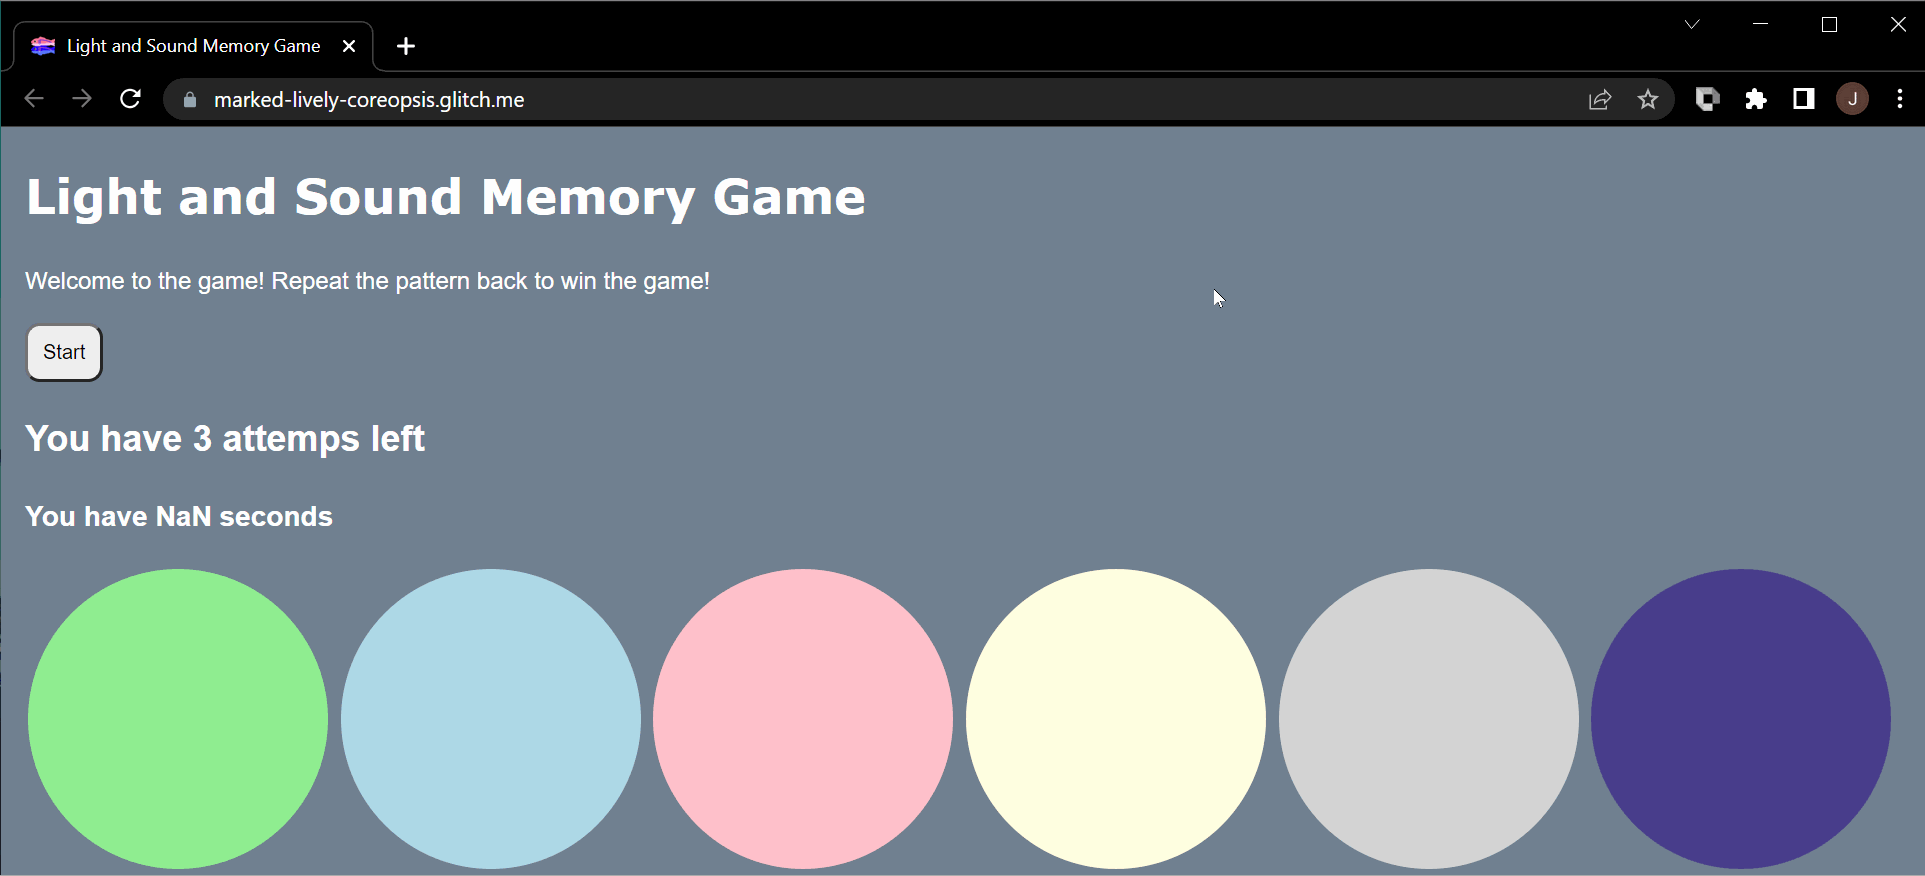 Light and Sound Memory Game
marked-lively-coreopsis.glitch.me
J
Light and Sound Memory Game
Welcome to the game! Repeat the pattern back to win the game!
Start
You have 3 attemps left
You have NaN seconds